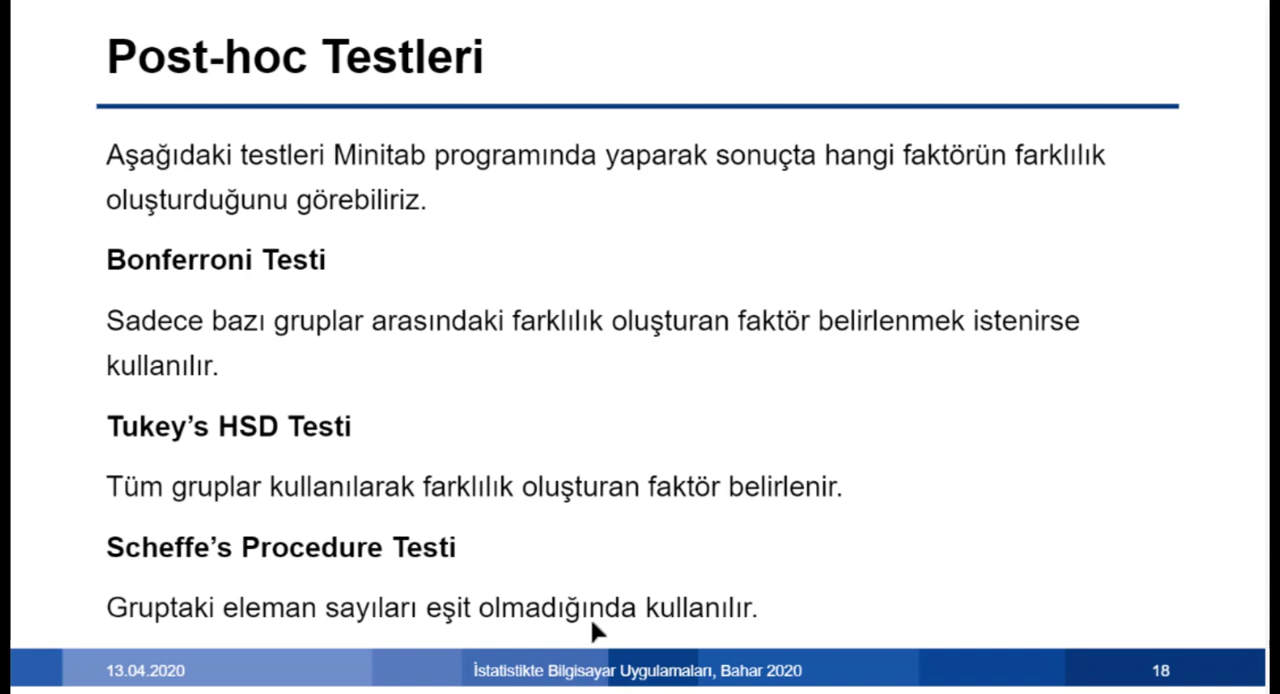 Post-hoc Testleri
Aşağıdaki testleri Minitab programında yaparak sonuçta hangi faktörün farklılık
oluşturduğunu görebiliriz.
Bonferroni Testi
Sadece bazı gruplar arasındaki farklılık oluşturan faktör belirlenmek istenirse
kullanılır.
Tukey’s HSD Testi
Tüm gruplar kullanılarak farklılık oluşturan faktör belirlenir.
Scheffe’s Procedure Testi
Gruptaki eleman sayıları eşit olmadığında kullanılır.
13.04.2020 İstatistikte Bilgisayar Uygulamaları, Bahar 2020 18